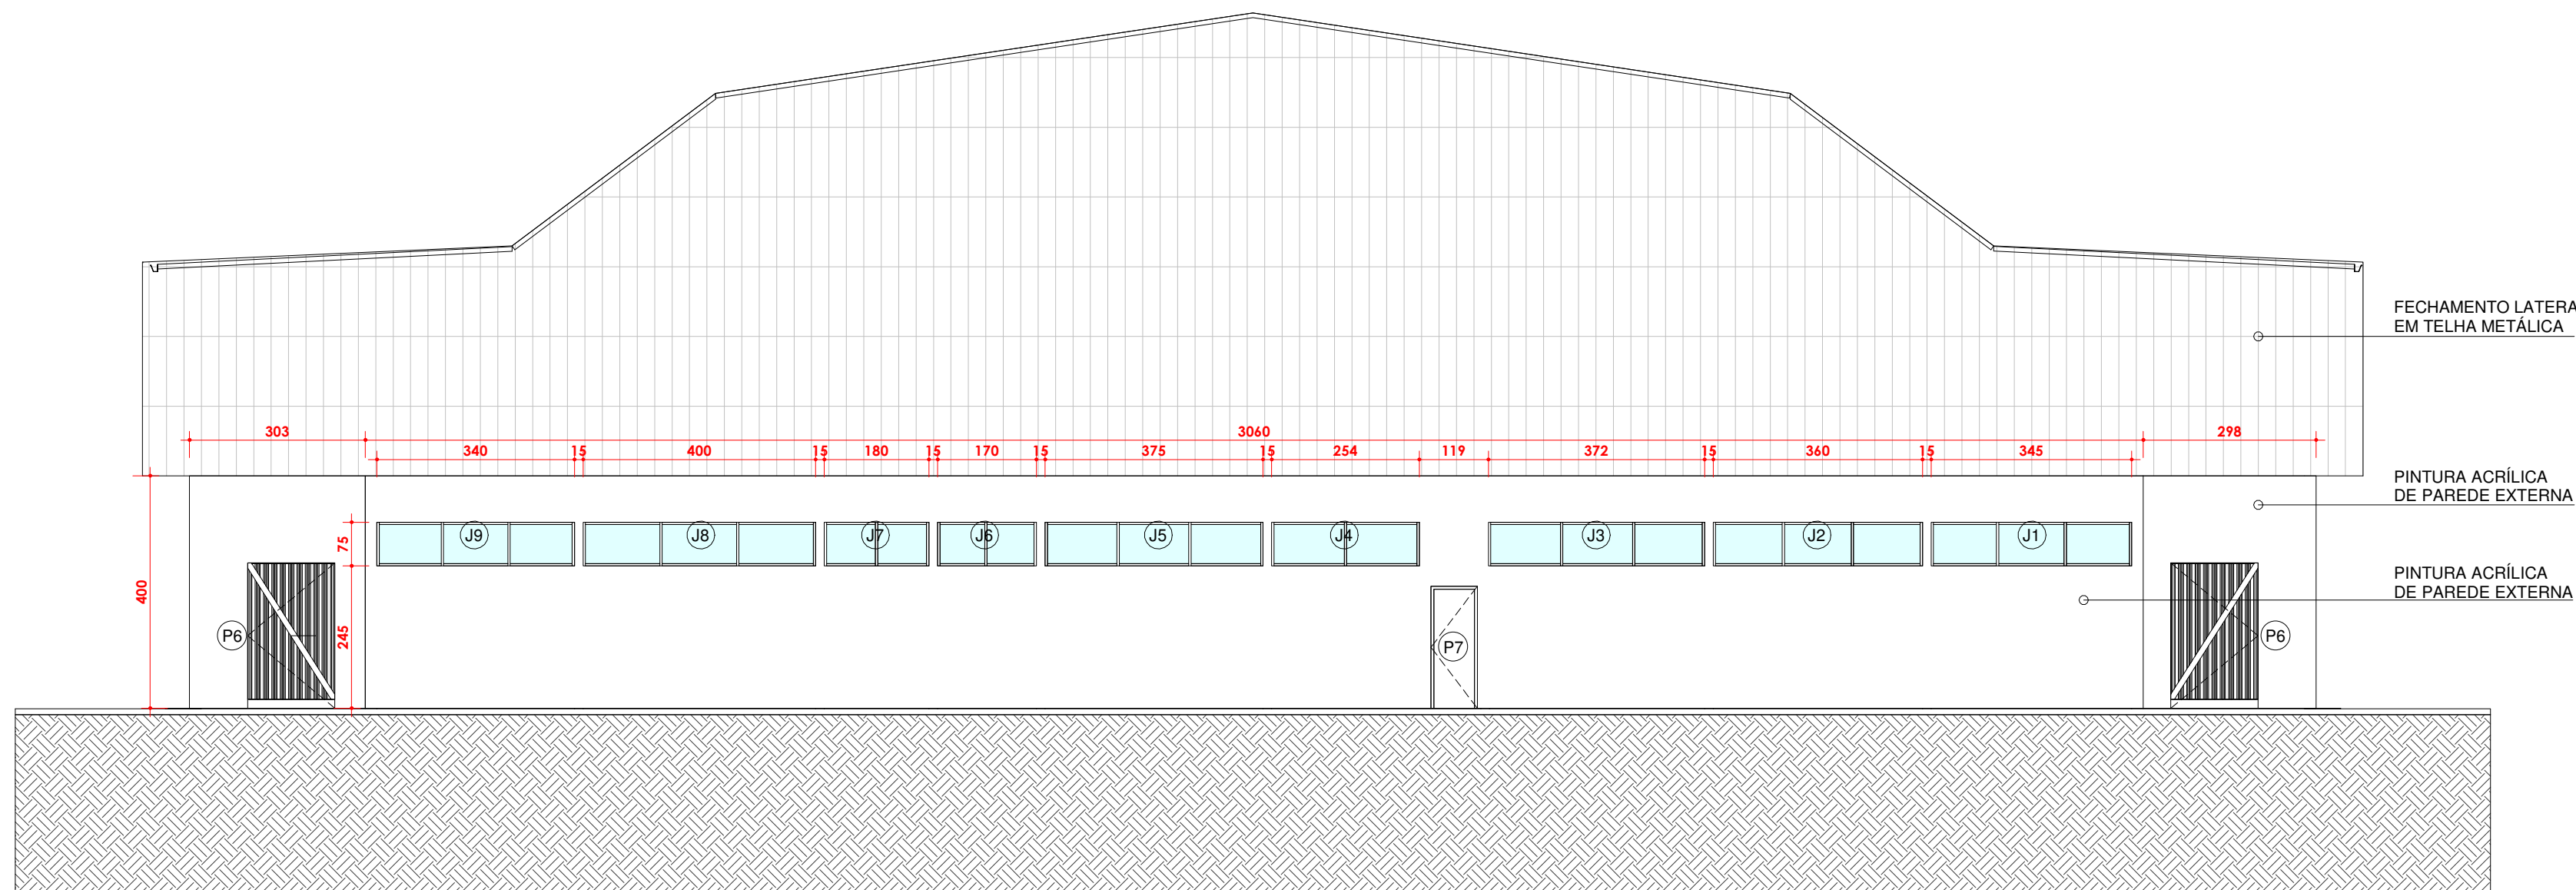 FECHAMENTO LATERA
EM TELHA METÁLICA
303
3060
298
340
15
400
15
180
15
170
15
375
15
254
119
372
15
360
15
345
PINTURA ACRÍLICA
DE PAREDE EXTERNA
J9
J8
J7
J6
J5
J4
J3
J2
J1
75
400
245
PINTURA ACRÍLICA
DE PAREDE EXTERNA
P6
P7
P6